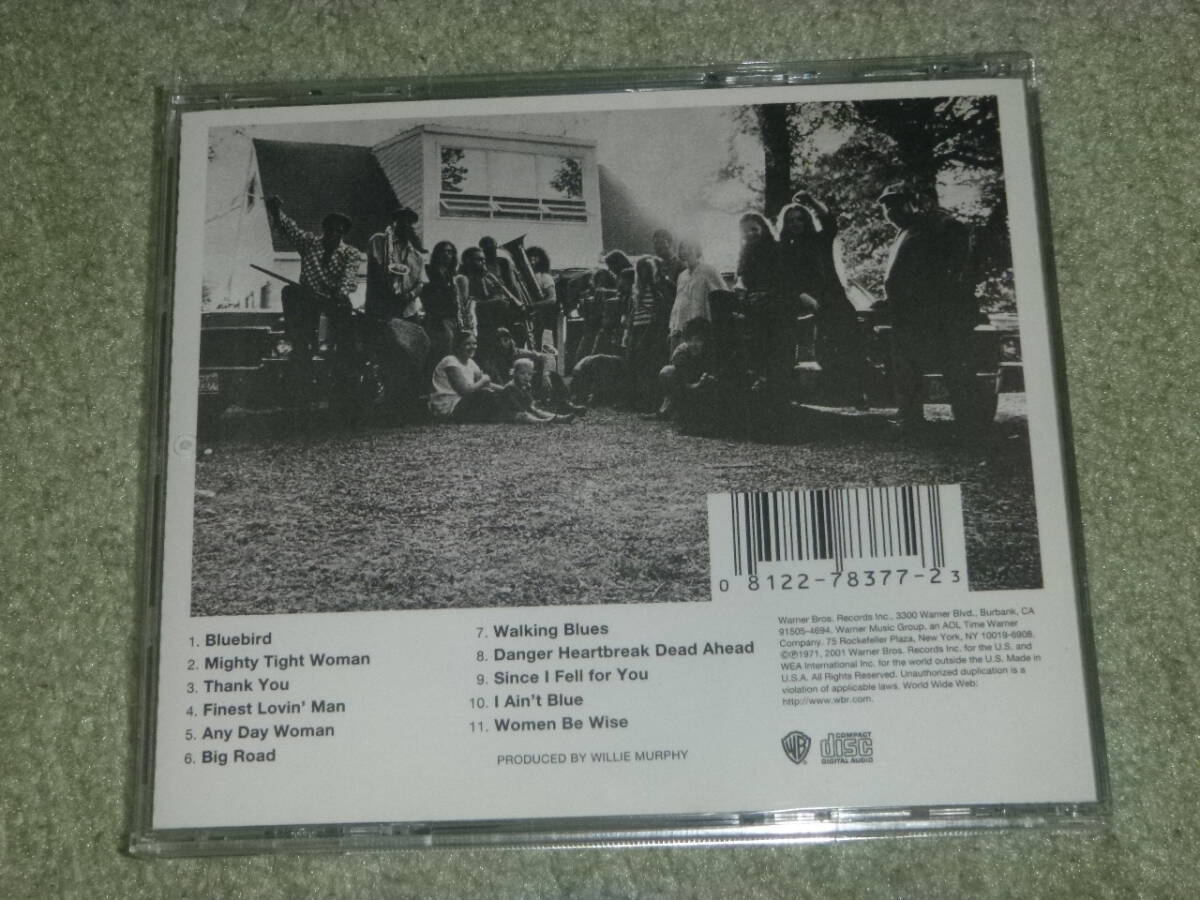 0 8122-78377-2 3
1. Bluebird
2. Mighty Tight Woman
3. Thank You
4. Finest Lovin' Man
5. Any Day Woman
6. Big Road
7. Walking Blues
8. Danger Heartbreak Dead Ahead
9. Since I Fell for You
10. I Ain't Blue
11. Women Be Wise
PRODUCED BY WILLIE MURPHY
Warner Bros. Records Inc., 3300 Warner Blvd., Burbank, CA
91505-4694. Warner Music Group, an AOL Time Warner
Company. 75 Rockefeller Plaza, New York, NY 10019-6908.
©℗1971, 2001 Warner Bros. Records Inc. for the U.S. and
WEA International Inc. for the world outside the U.S. Made in
U.S.A. All Rights Reserved. Unauthorized duplication is a
violation of applicable laws. World Wide Web:
http://www.wbr.com.
WB
COMPACT
disc
DIGITAL AUDIO